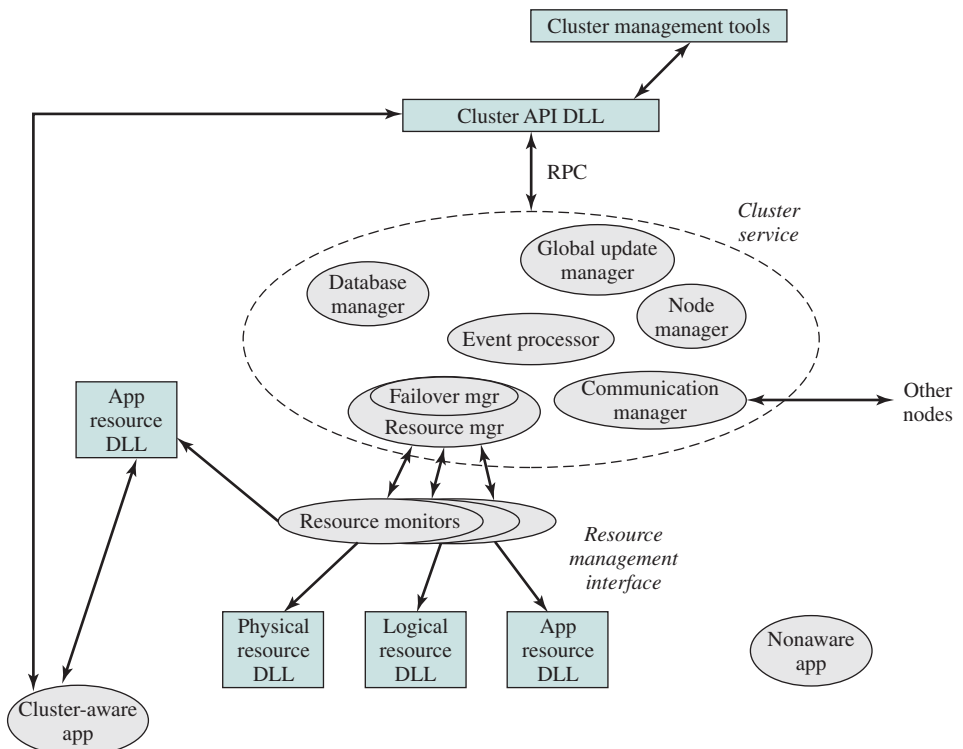 Cluster management tools
Cluster API DLL
RPC
Cluster
service
Global update
manager
Database
manager
Node
manager
Event processor
Communication
manager
Other
nodes
Failover mgr
Resource mgr
App
resource
DLL
Resource monitors
Resource
management
interface
Physical
resource
DLL
Logical
resource
DLL
App
resource
DLL
Nonaware
app
Cluster-aware
app